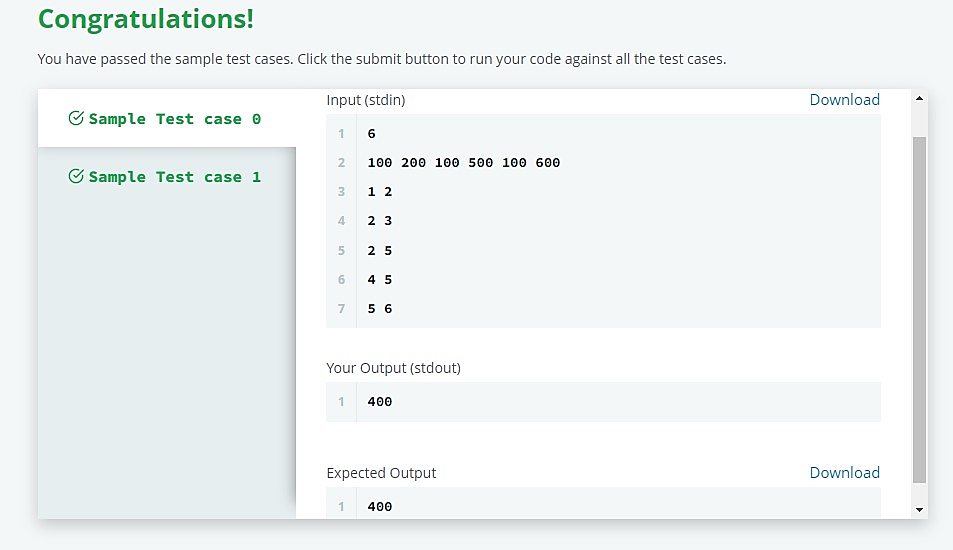 Congratulations!
You have passed the sample test cases. Click the submit button to run your code against all the test cases.
Sample Test case 0
Sample Test case 1
Input (stdin)
Download
1 6
2 100 200 100 500 100 600
3 1 2
4 2 3
5 2 5
6 4 5
7 5 6
Your Output (stdout)
1 400
Expected Output
Download
1 400